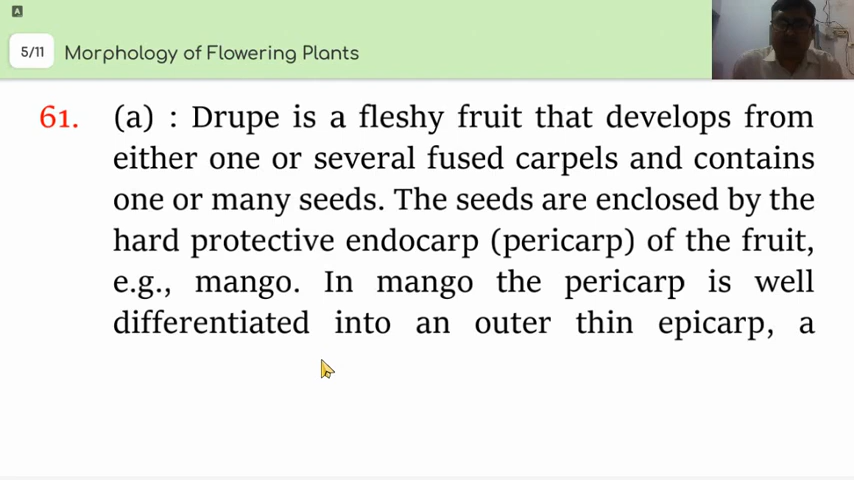 A
5/11 Morphology of Flowering Plants
61. (a) : Drupe is a fleshy fruit that develops from
either one or several fused carpels and contains
one or many seeds. The seeds are enclosed by the
hard protective endocarp (pericarp) of the fruit,
e.g., mango. In mango the pericarp is well
differentiated into an outer thin epicarp, a